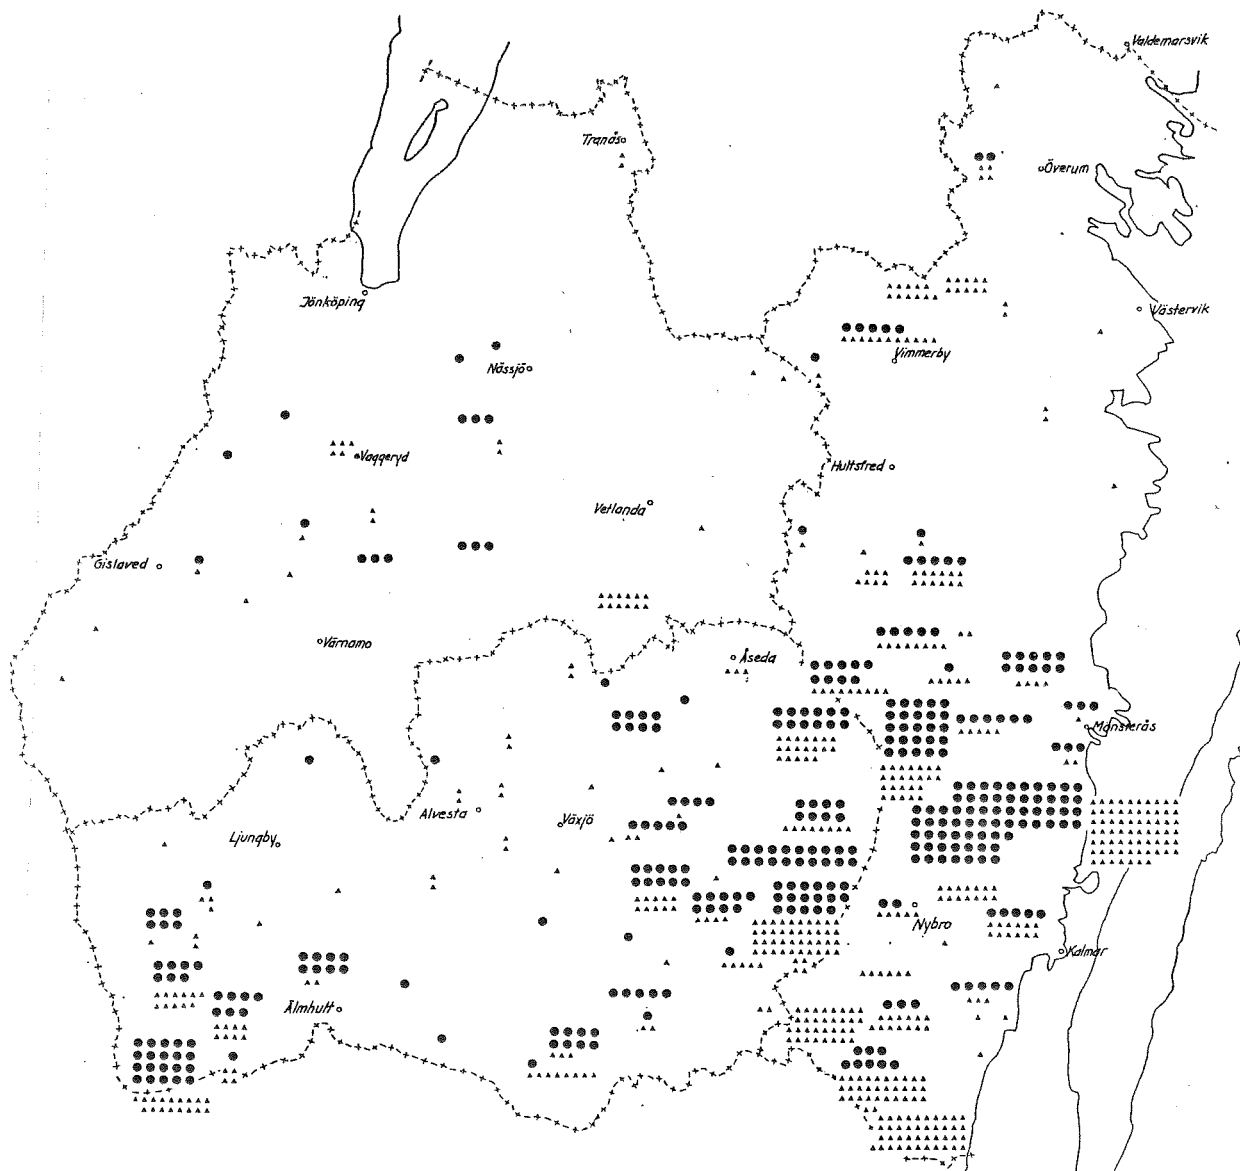 Valdemarsvik
Tranås
Överum
Jönköping
Västervik
Vimmerby
Nässjö
Vaggeryd
Hultsfred
Vetlanda
Gislaved
Värnamo
Åseda
Mönsterås
Alvesta
Växjö
Ljungby
Nybro
Kalmar
Älmhult